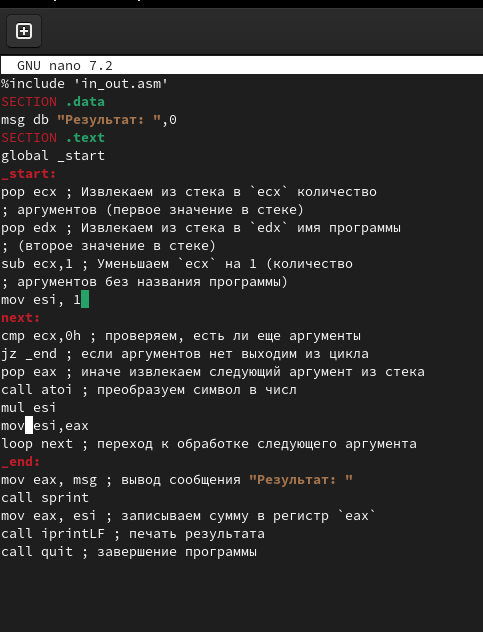 GNU nano 7.2
%include 'in_out.asm'
SECTION .data
msg db "Результат: ",0
SECTION .text
global _start
_start:
pop ecx ; Извлекаем из стека в `ecx` количество
; аргументов (первое значение в стеке)
pop edx ; Извлекаем из стека в `edx` имя программы
; (второе значение в стеке)
sub ecx,1 ; Уменьшаем `ecx` на 1 (количество
; аргументов без названия программы)
mov esi, 1
next:
cmp ecx,0h ; проверяем, есть ли еще аргументы
jz _end ; если аргументов нет выходим из цикла
pop eax ; иначе извлекаем следующий аргумент из стека
call atoi ; преобразуем символ в числ
mul esi
mov esi,eax
loop next ; переход к обработке следующего аргумента
_end:
mov eax, msg ; вывод сообщения "Результат: "
call sprint
mov eax, esi ; записываем сумму в регистр `eax`
call iprintLF ; печать результата
call quit ; завершение программы